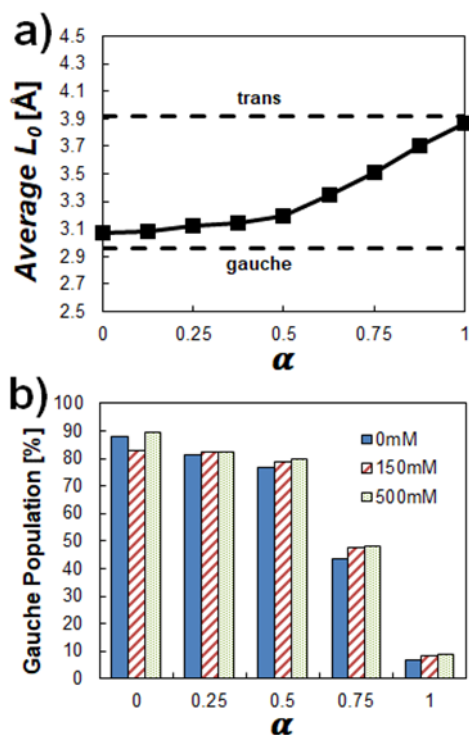 a)
Average L₀ [Å]
4.5
4.3
4.1
3.9
3.7
3.5
3.3
3.1
2.9
2.7
2.5
trans
gauche
0 0.25 0.5 0.75 1
α
b)
Gauche Population [%]
100
90
80
70
60
50
40
30
20
10
0
0mM
150mM
500mM
0 0.25 0.5 0.75 1
α